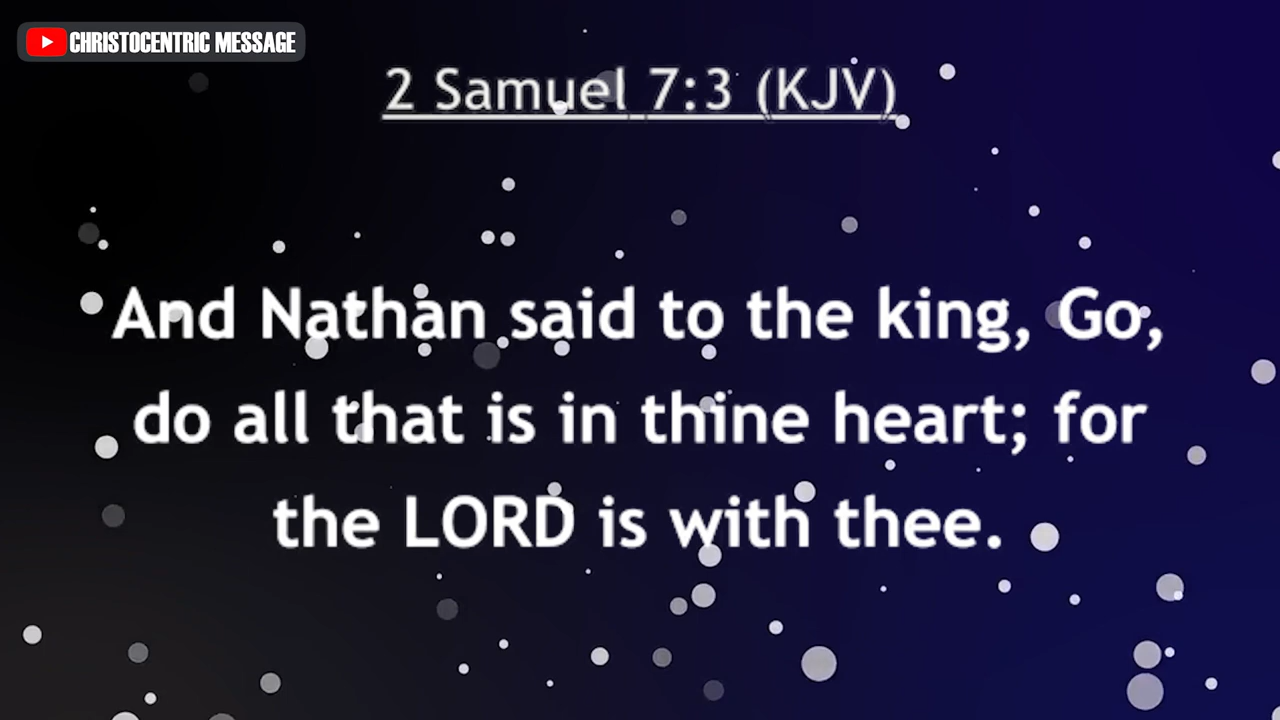 CHRISTOCENTRIC MESSAGE
2 Samuel 7:3 (KJV)
And Nathan said to the king, Go,
do all that is in thine heart; for
the LORD is with thee.